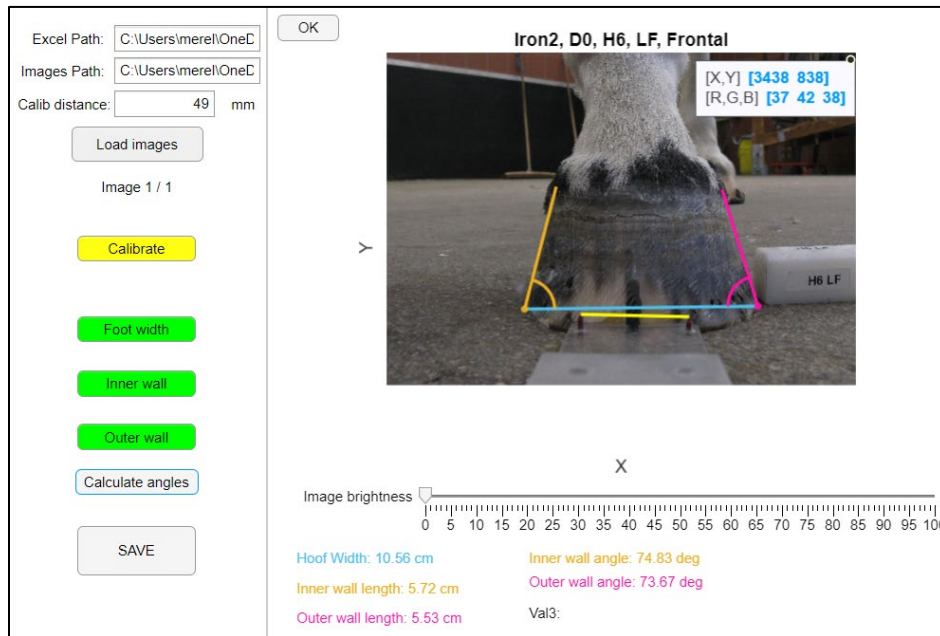 Excel Path: C:\Users\merel\OneD
Images Path: C:\Users\merel\OneD
Calib distance: 49 mm
Load images
Image 1 / 1
Calibrate
Foot width
Inner wall
Outer wall
Calculate angles
SAVE
OK
Iron2, D0, H6, LF, Frontal
[X,Y] [3438 838]
[R,G,B] [37 42 38]
Y
H6 LF
H6 LF
X
Image brightness
0 5 10 15 20 25 30 35 40 45 50 55 60 65 70 75 80 85 90 95 100
Hoof Width: 10.56 cm
Inner wall length: 5.72 cm
Outer wall length: 5.53 cm
Inner wall angle: 74.83 deg
Outer wall angle: 73.67 deg
Val3: